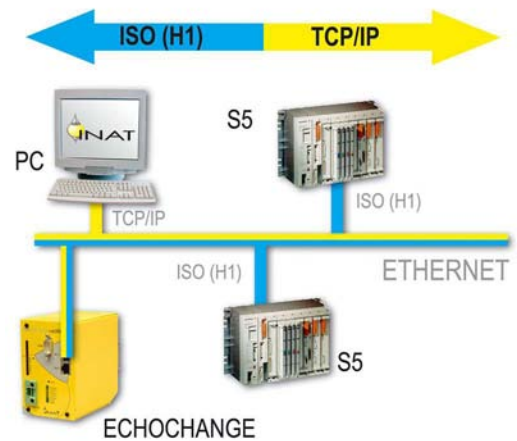 ISO (H1) TCP/IP
S5
INAT
PC
TCP/IP
ISO (H1)
ISO (H1)
ETHERNET
S5
ECHOCHANGE